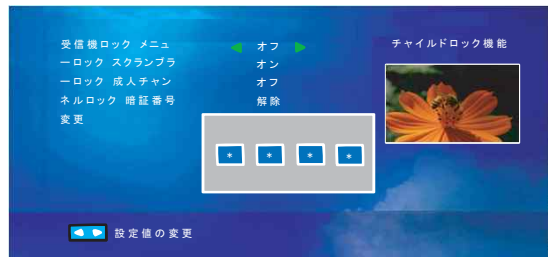 受信機ロック メニュ
ーロック スクランブラ
ーロック 成人チャン
ネルロック 暗証番号
変更
オフ
オン
オフ
解除
チャイルドロック機能
* * * *
設定値の変更